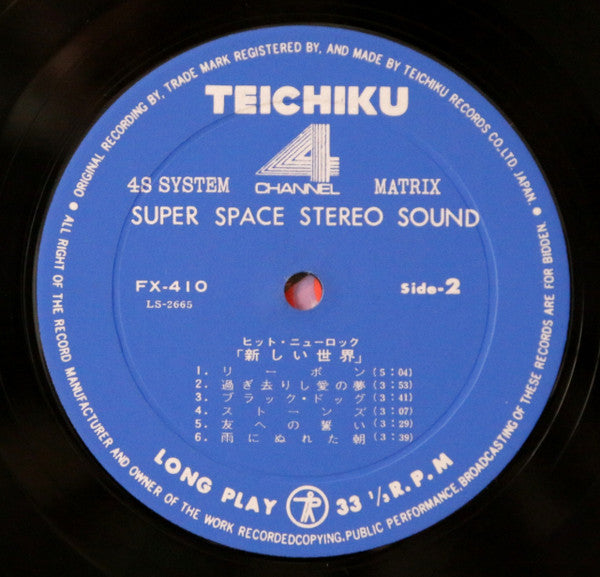 • ORIGINAL RECORDING BY, TRADE MARK REGISTERED BY, AND MADE BY TEICHIKU RECORDS CO., LTD JAPAN. •
TEICHIKU
4
4S SYSTEM CHANNEL MATRIX
SUPER SPACE STEREO SOUND
FX-410 Side-2
LS-2665
ヒット・ニューロック
「新しい世界」
1. リーボン (5:04)
2. 過ぎ去りし愛の夢 (3:53)
3. ブラック・ドッグ (3:41)
4. ストーンズ (3:07)
5. 友への誓い (3:29)
6. 雨にぬれた朝 (3:39)
LONG PLAY 33 1/3 R.P.M
ALL RIGHT OF THE RECORD MANUFACTURER AND OWNER OF THE WORK RECORDEDCOPYING.PUBLIC PERFORMANCE.BROADCASTING OF THESE RECORDS ARE FOR BIDDEN.